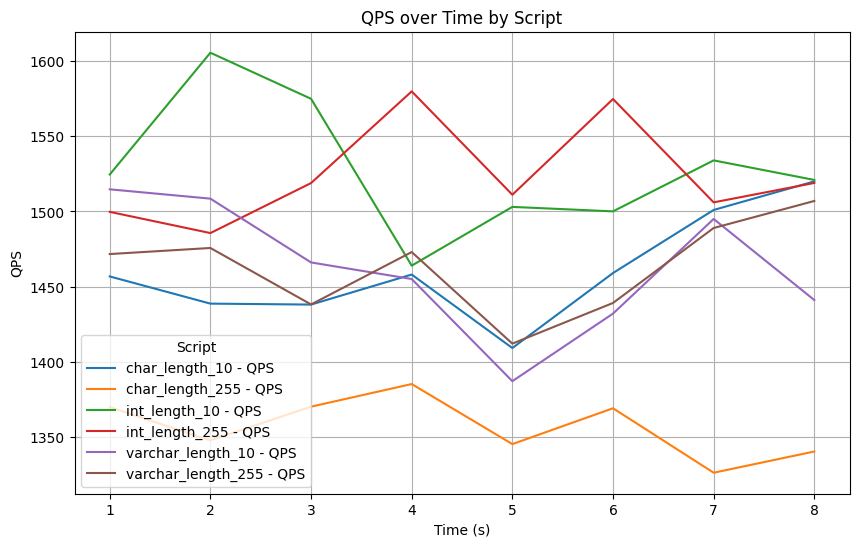 QPS over Time by Script
1600
1550
1500
1450
1400
1350
QPS
Script
char_length_10 - QPS
char_length_255 - QPS
int_length_10 - QPS
int_length_255 - QPS
varchar_length_10 - QPS
varchar_length_255 - QPS
1 2 3 4 5 6 7 8
Time (s)